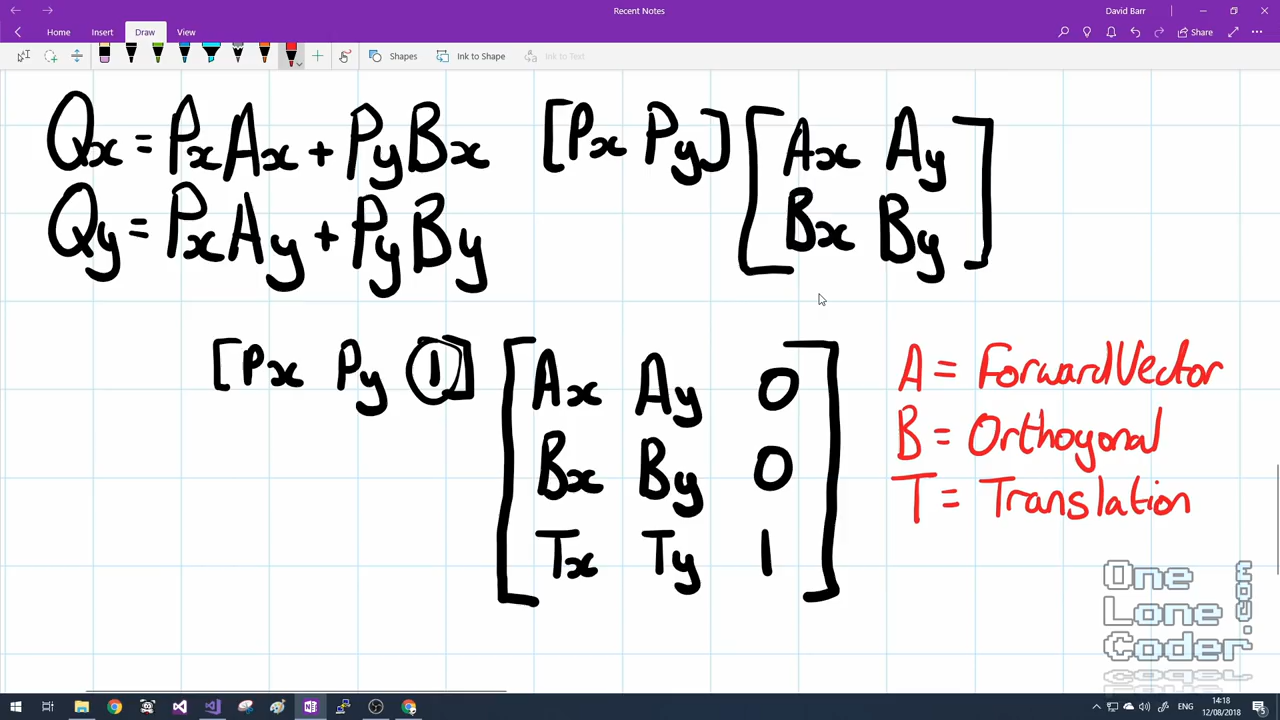 Recent Notes
David Barr
Home Insert Draw View
Share
Shapes Ink to Shape Ink to Text
Qx = PxAx + PyBx
Qy = PxAy + PyBy
[Px Py] [Ax Ay
Bx By]
[Px Py 1] [Ax Ay 0
Bx By 0
Tx Ty 1]
A = ForwardVector
B = Orthogonal
T = Translation
One
Lone
Coder
.com
ENG
14:18
12/08/2018